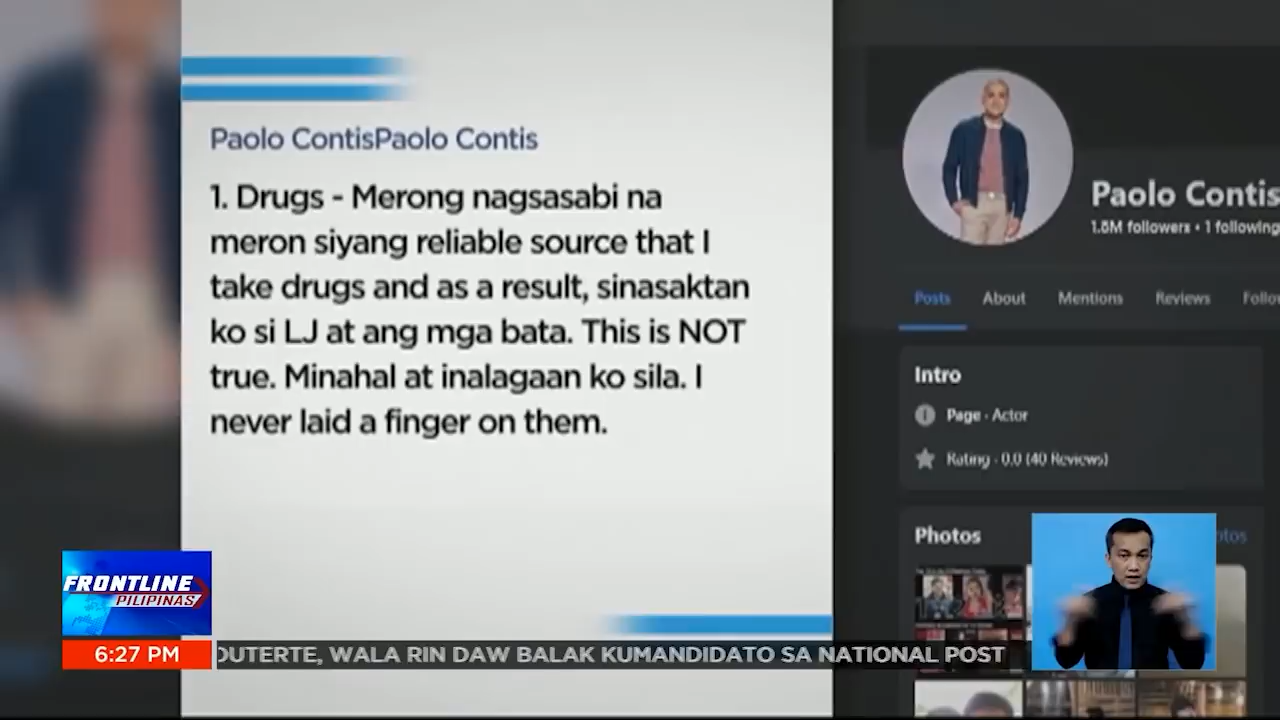 Paolo ContisPaolo Contis
1. Drugs - Merong nagsasabi na
meron siyang reliable source that I
take drugs and as a result, sinasaktan
ko si LJ at ang mga bata. This is NOT
true. Minahal at inalagaan ko sila. I
never laid a finger on them.
Paolo Contis
1.8M followers • 1 following
Posts About Mentions Reviews Follo
Intro
Page · Actor
Rating · 0.0 (40 Reviews)
Photos
otos
FRONTLINE
PILIPINAS
6:27 PM
DUTERTE, WALA RIN DAW BALAK KUMANDIDATO SA NATIONAL POST